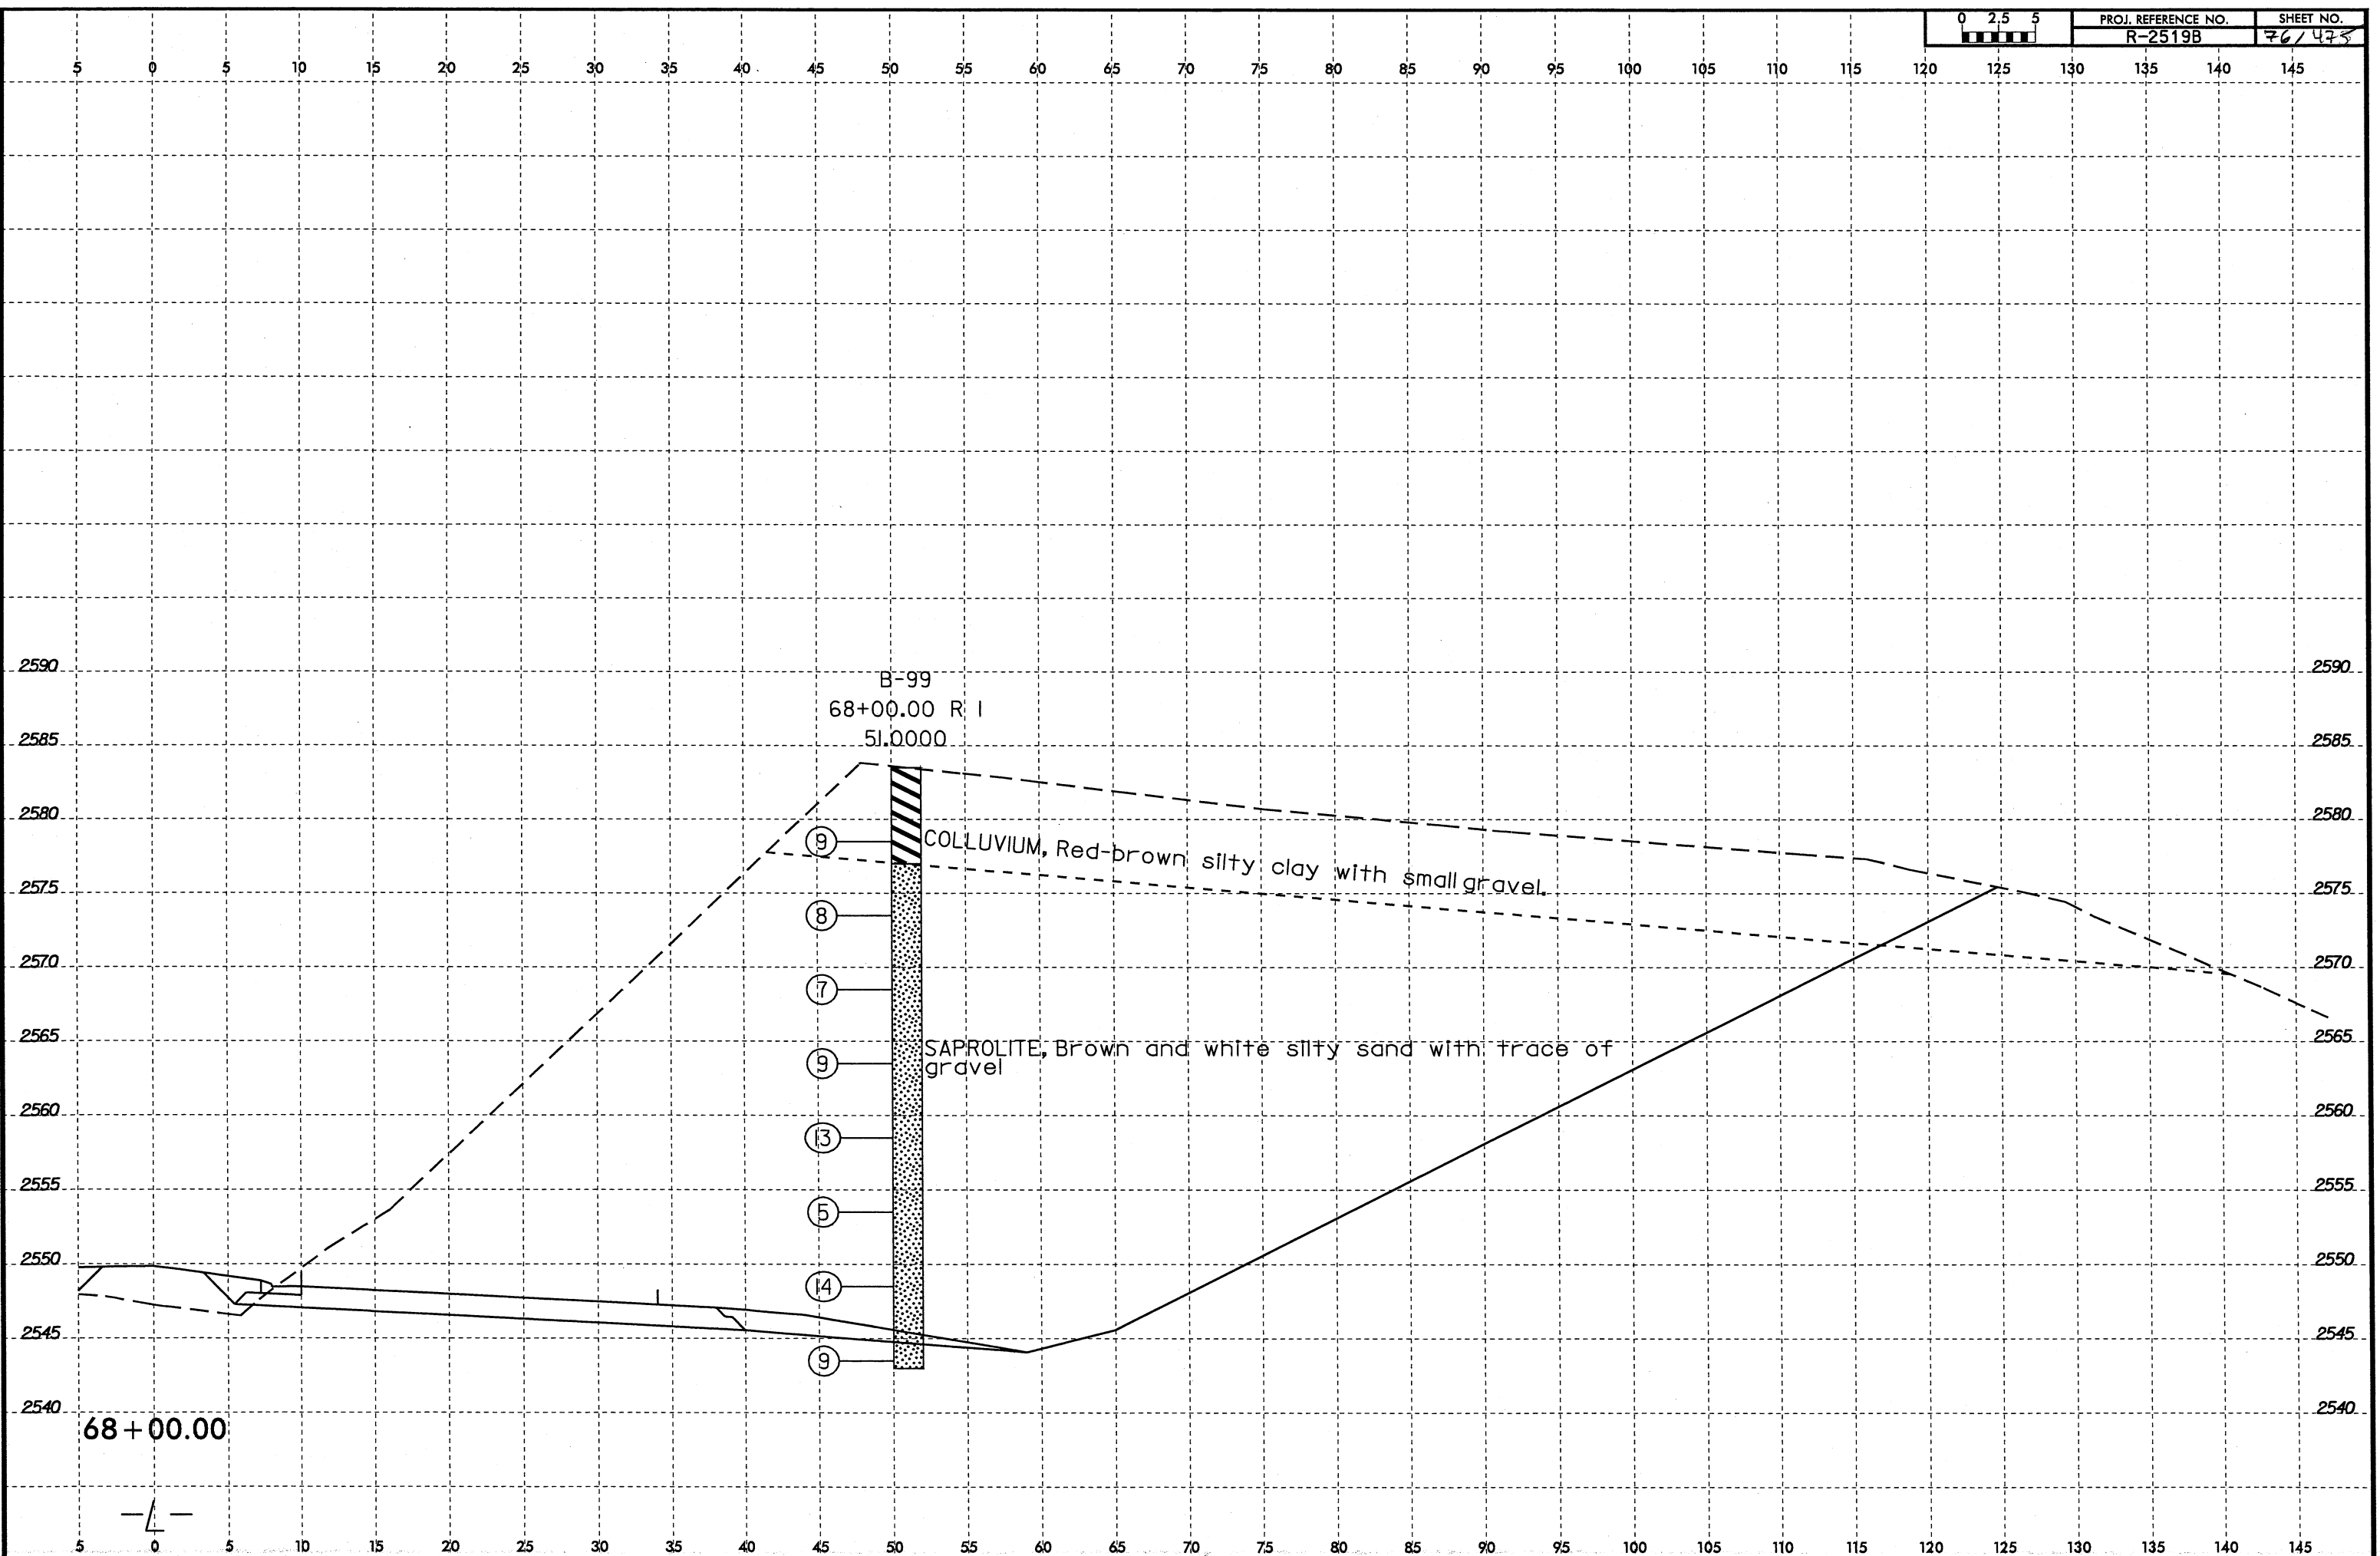 0 2.5 5
PROJ. REFERENCE NO.
SHEET NO.
R-2519B
76/475
5 0 5 10 15 20 25 30 35 40 45 50 55 60 65 70 75 80 85 90 95 100 105 110 115 120 125 130 135 140 145
2590 2590
B-99
68+00.00 R I
2585 2585
51.0000
2580 2580
9
COLLUVIUM, Red-brown silty clay with small gravel.
2575 2575
8
2570 2570
7
2565 2565
SAPROLITE, Brown and white silty sand with trace of
gravel
9
2560 2560
13
2555 2555
5
2550 2550
14
2545 2545
9
2540 2540
68+00.00
-L-
5 0 5 10 15 20 25 30 35 40 45 50 55 60 65 70 75 80 85 90 95 100 105 110 115 120 125 130 135 140 145